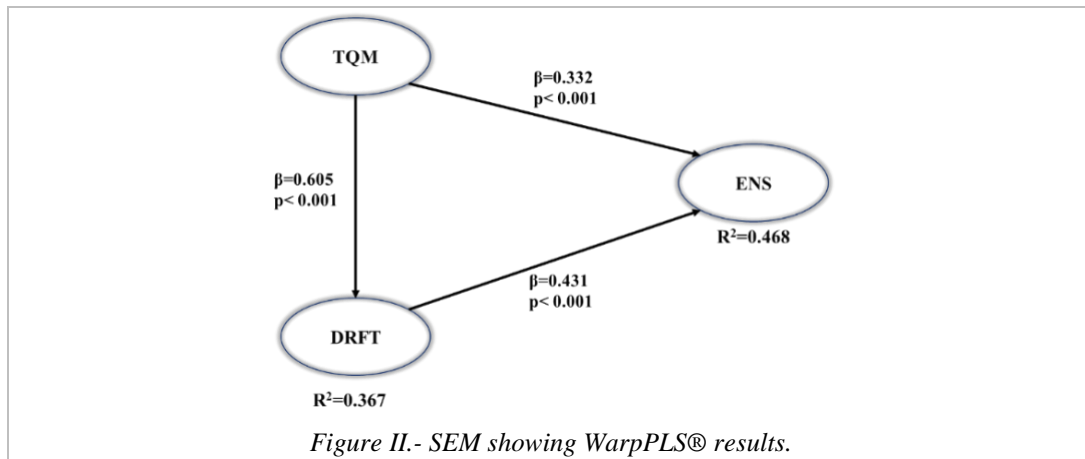 TQM
β=0.332
p< 0.001
β=0.605
p< 0.001
ENS
R²=0.468
β=0.431
p< 0.001
DRFT
R²=0.367
Figure II.- SEM showing WarpPLS® results.